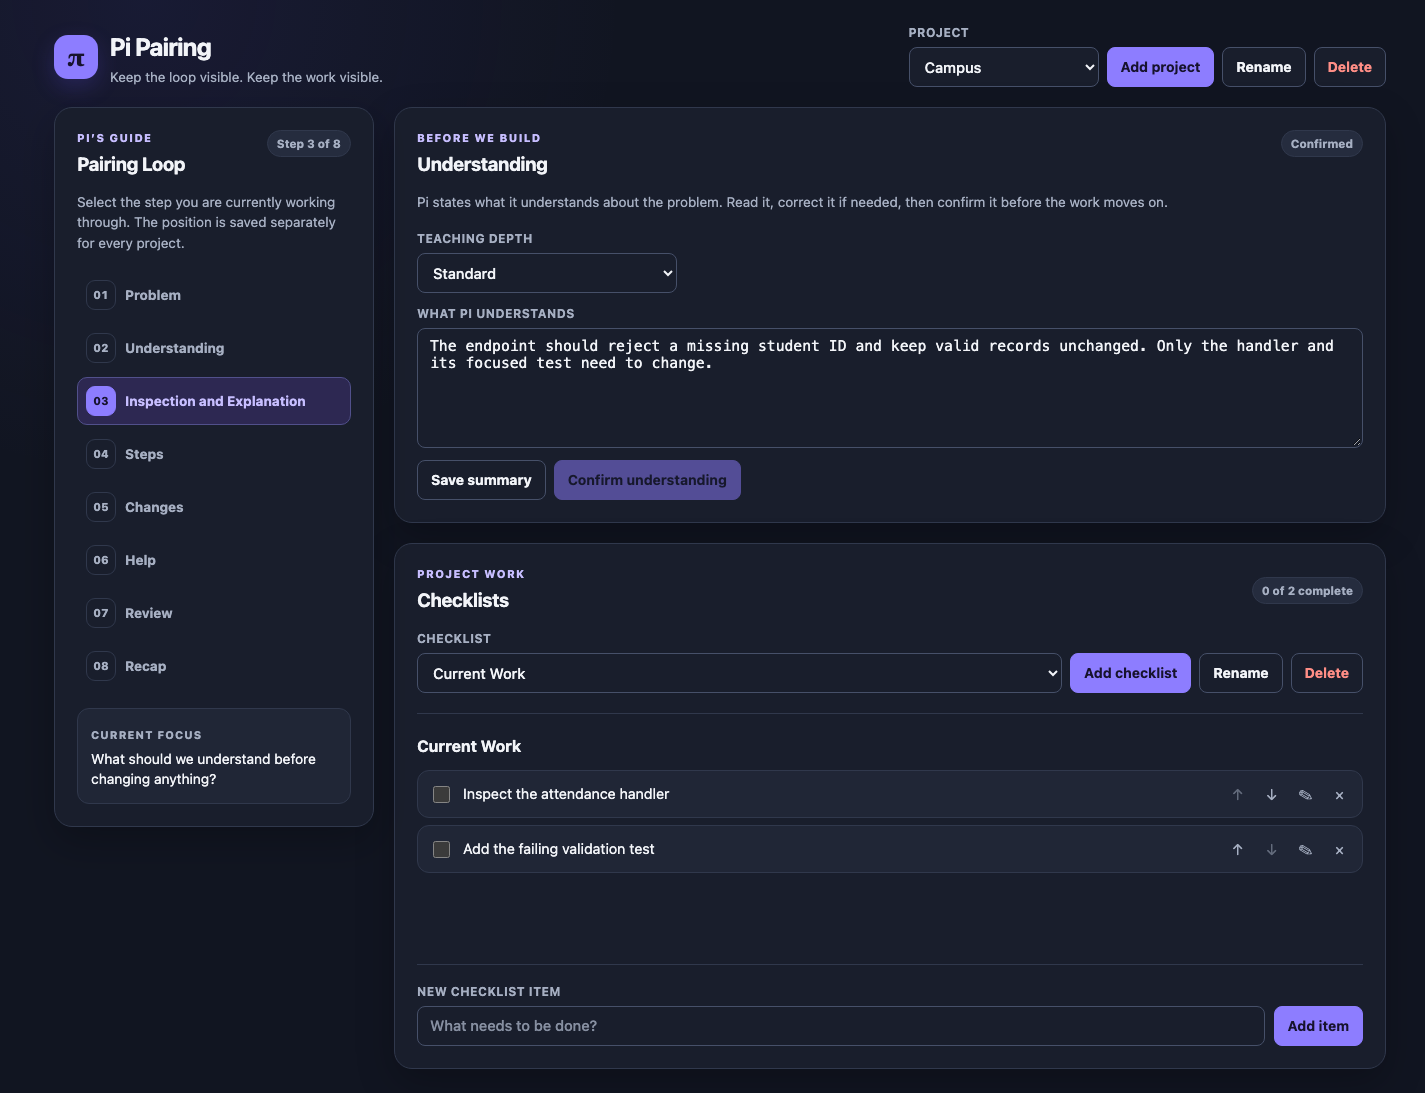 π
Pi Pairing
Keep the loop visible. Keep the work visible.
PROJECT
Campus
Add project
Rename
Delete
PI'S GUIDE
Step 3 of 8
Pairing Loop
Select the step you are currently working
through. The position is saved separately
for every project.
01 Problem
02 Understanding
03 Inspection and Explanation
04 Steps
05 Changes
06 Help
07 Review
08 Recap
CURRENT FOCUS
What should we understand before
changing anything?
BEFORE WE BUILD
Confirmed
Understanding
Pi states what it understands about the problem. Read it, correct it if needed, then confirm it before the work moves on.
TEACHING DEPTH
Standard
WHAT PI UNDERSTANDS
The endpoint should reject a missing student ID and keep valid records unchanged. Only the handler and
its focused test need to change.
Save summary
Confirm understanding
PROJECT WORK
Checklists
0 of 2 complete
CHECKLIST
Current Work
Add checklist
Rename
Delete
Current Work
Inspect the attendance handler
Add the failing validation test
NEW CHECKLIST ITEM
What needs to be done?
Add item